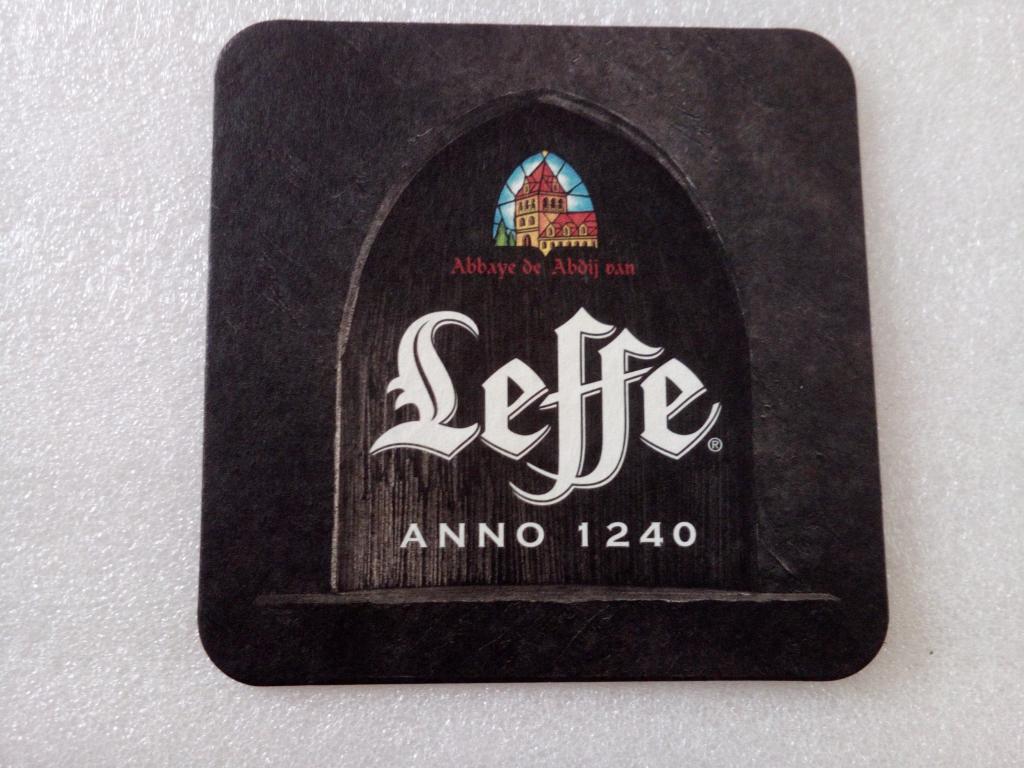 Abbaye de Abdij van
Leffe®
ANNO 1240